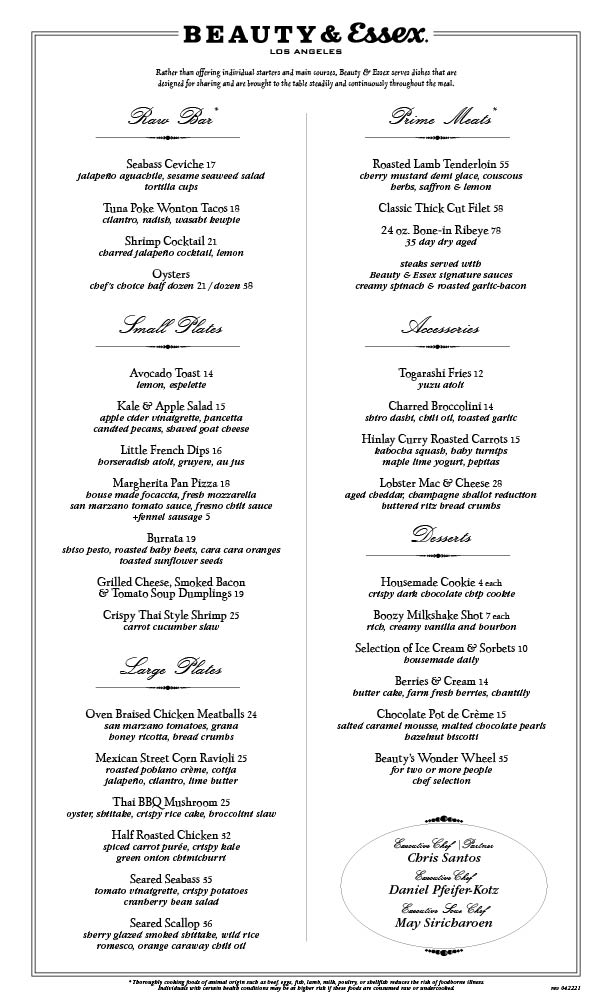 BEAUTY & Essex.
LOS ANGELES
Rather than offering individual starters and main courses, Beauty & Essex serves dishes that are
designed for sharing and are brought to the table steadily and continuously throughout the meal.
Raw Bar*
Seabass Ceviche 17
jalapeño aguachile, sesame seaweed salad
tortilla cups
Tuna Poke Wonton Tacos 18
cilantro, radish, wasabi kewpie
Shrimp Cocktail 21
charred jalapeño cocktail, lemon
Oysters
chef's choice half dozen 21 / dozen 38
Small Plates
Avocado Toast 14
lemon, espelette
Kale & Apple Salad 15
apple cider vinaigrette, pancetta
candied pecans, shaved goat cheese
Little French Dips 16
horseradish aioli, gruyere, au jus
Margherita Pan Pizza 18
house made focaccia, fresh mozzarella
san marzano tomato sauce, fresno chili sauce
+fennel sausage 5
Burrata 19
shiso pesto, roasted baby beets, cara cara oranges
toasted sunflower seeds
Grilled Cheese, Smoked Bacon
& Tomato Soup Dumplings 19
Crispy Thai Style Shrimp 25
carrot cucumber slaw
Large Plates
Oven Braised Chicken Meatballs 24
san marzano tomatoes, grana
honey ricotta, bread crumbs
Mexican Street Corn Ravioli 25
roasted poblano crème, cotija
jalapeño, cilantro, lime butter
Thai BBQ Mushroom 25
oyster, shiitake, crispy rice cake, broccolini slaw
Half Roasted Chicken 32
spiced carrot purée, crispy kale
green onion chimichurri
Seared Seabass 35
tomato vinaigrette, crispy potatoes
cranberry bean salad
Seared Scallop 36
sherry glazed smoked shiitake, wild rice
romesco, orange caraway chili oil
Prime Meats*
Roasted Lamb Tenderloin 55
cherry mustard demi glace, couscous
herbs, saffron & lemon
Classic Thick Cut Filet 58
24 oz. Bone-in Ribeye 78
35 day dry aged
steaks served with
Beauty & Essex signature sauces
creamy spinach & roasted garlic-bacon
Accessories
Togarashi Fries 12
yuzu aioli
Charred Broccolini 14
shiro dashi, chili oil, toasted garlic
Hinlay Curry Roasted Carrots 15
kabocha squash, baby turnips
maple lime yogurt, pepitas
Lobster Mac & Cheese 28
aged cheddar, champagne shallot reduction
buttered ritz bread crumbs
Desserts
Housemade Cookie 4 each
crispy dark chocolate chip cookie
Boozy Milkshake Shot 7 each
rich, creamy vanilla and bourbon
Selection of Ice Cream & Sorbets 10
housemade daily
Berries & Cream 14
butter cake, farm fresh berries, chantilly
Chocolate Pot de Crème 15
salted caramel mousse, malted chocolate pearls
hazelnut biscotti
Beauty's Wonder Wheel 35
for two or more people
chef selection
Executive Chef | Partner
Chris Santos
Executive Chef
Daniel Pfeifer-Kotz
Executive Sous Chef
May Siricharoen
* Thoroughly cooking foods of animal origin such as beef, eggs, fish, lamb, milk, poultry, or shellfish reduces the risk of foodborne illness.
Individuals with certain health conditions may be at higher risk if these foods are consumed raw or undercooked.
rev 042221